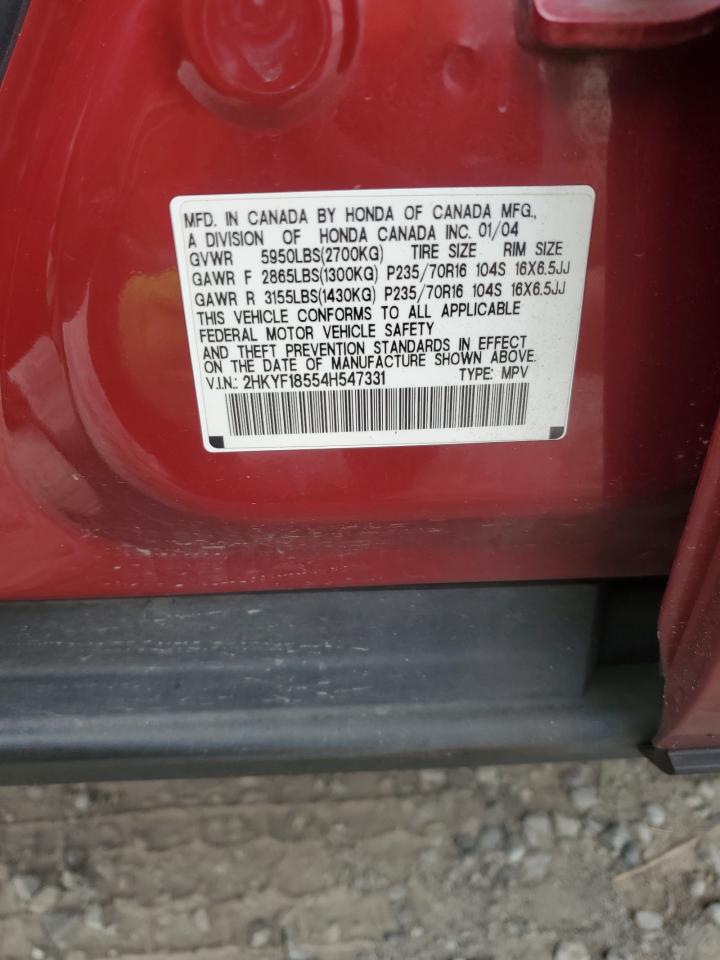 MFD. IN CANADA BY HONDA OF CANADA MFG.,
A DIVISION OF HONDA CANADA INC. 01/04
GVWR 5950LBS(2700KG) TIRE SIZE RIM SIZE
GAWR F 2865LBS(1300KG) P235/70R16 104S 16X6.5JJ
GAWR R 3155LBS(1430KG) P235/70R16 104S 16X6.5JJ
THIS VEHICLE CONFORMS TO ALL APPLICABLE
FEDERAL MOTOR VEHICLE SAFETY
AND THEFT PREVENTION STANDARDS IN EFFECT
ON THE DATE OF MANUFACTURE SHOWN ABOVE.
V.I.N.: 2HKYF18554H547331 TYPE: MPV